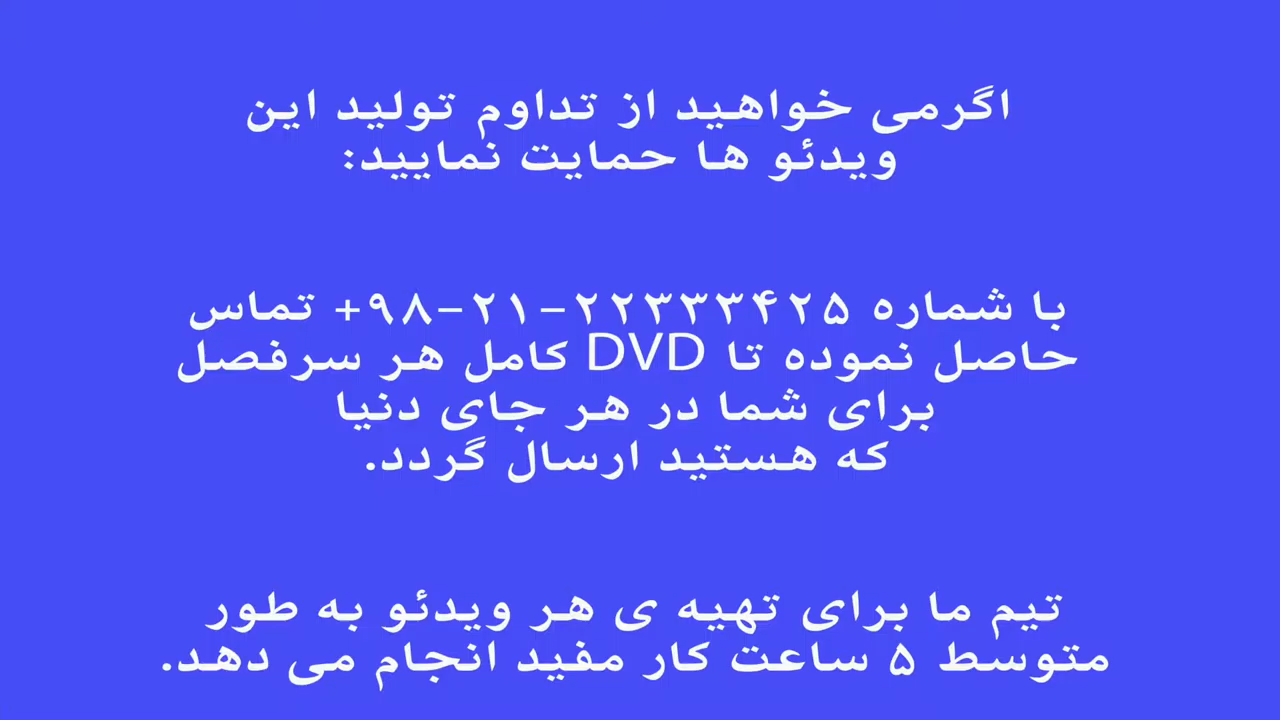 اگرمی خواهید از تداوم تولید این
ویدئو ها حمایت نمایید:
با شماره ۲۲۳۳۳۴۲۵-۲۱-۹۸+ تماس
حاصل نموده تا DVD کامل هر سرفصل
برای شما در هر جای دنیا
که هستید ارسال گردد.
تیم ما برای تهیه ی هر ویدئو به طور
متوسط ۵ ساعت کار مفید انجام می دهد.